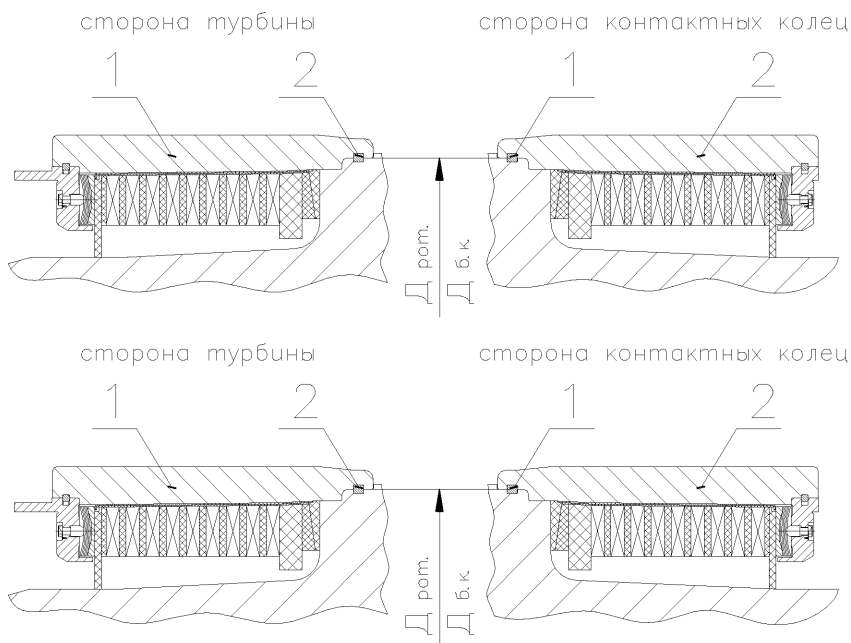 сторона турбины сторона контактных колец
1 2 1 2
Д рот.
Д б.к.
сторона турбины сторона контактных колец
1 2 1 2
Д рот.
Д б.к.